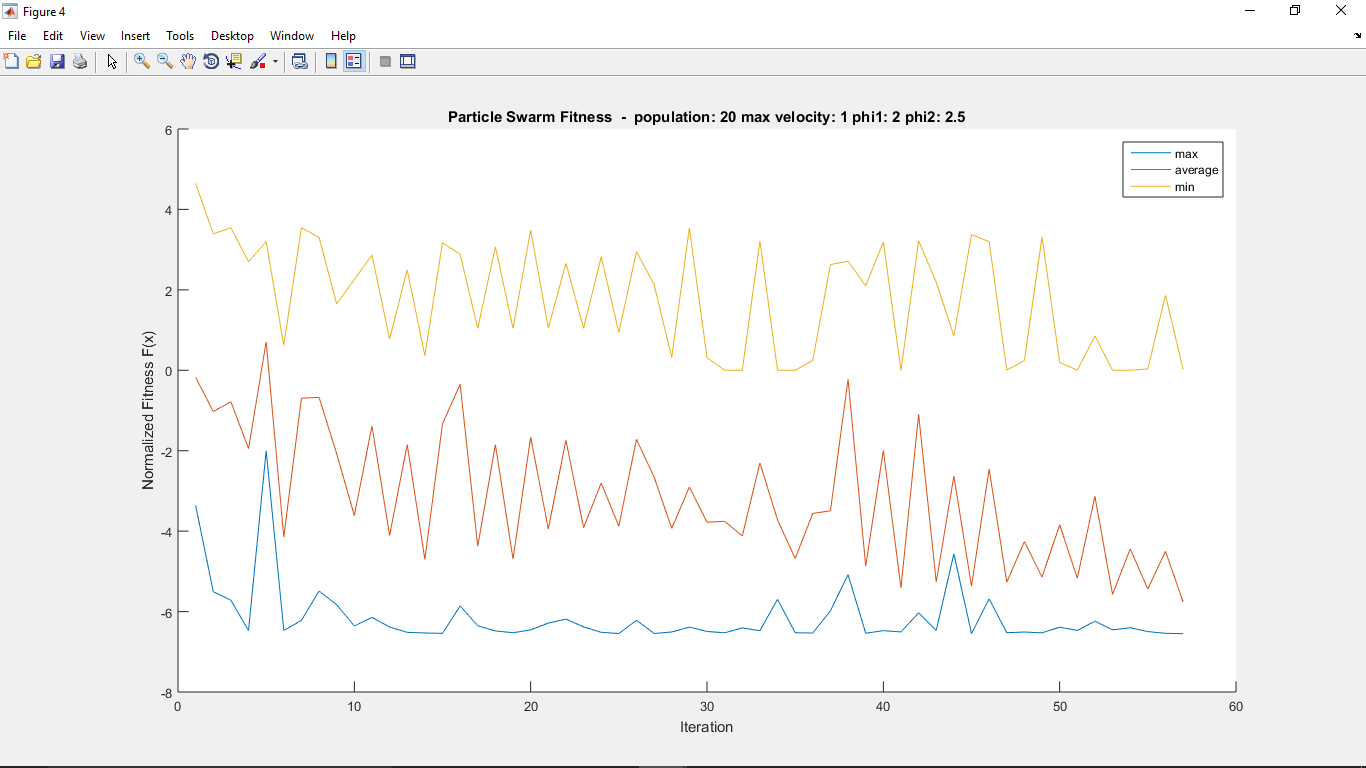 Figure 4
File Edit View Insert Tools Desktop Window Help
Particle Swarm Fitness - population: 20 max velocity: 1 phi1: 2 phi2: 2.5
max
average
min
Normalized Fitness F(x)
6
4
2
0
-2
-4
-6
-8
0 10 20 30 40 50 60
Iteration